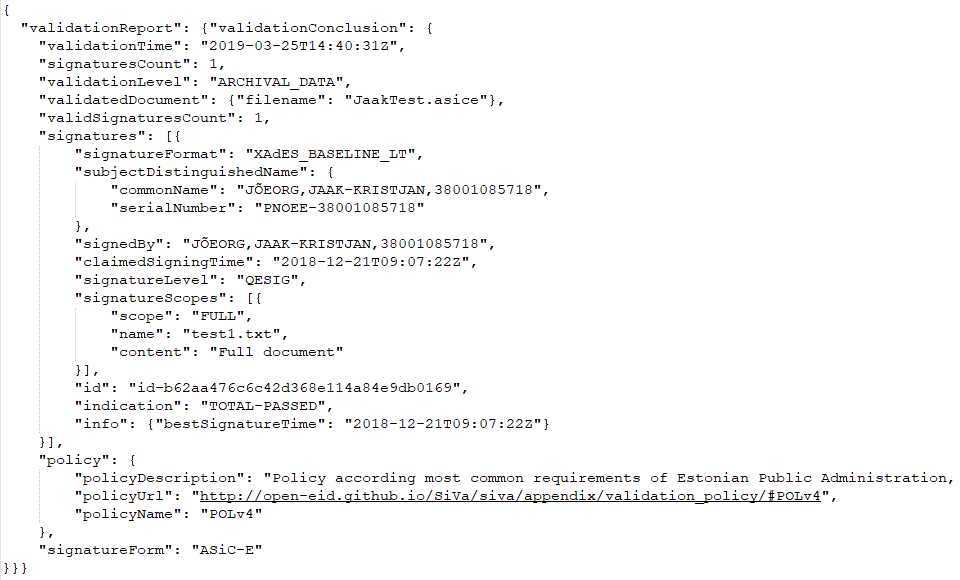 {
"validationReport": {"validationConclusion": {
"validationTime": "2019-03-25T14:40:31Z",
"signaturesCount": 1,
"validationLevel": "ARCHIVAL_DATA",
"validatedDocument": {"filename": "JaakTest.asice"},
"validSignaturesCount": 1,
"signatures": [{
"signatureFormat": "XAdES_BASELINE_LT",
"subjectDistinguishedName": {
"commonName": "JÕEORG,JAAK-KRISTJAN,38001085718",
"serialNumber": "PNOEE-38001085718"
},
"signedBy": "JÕEORG,JAAK-KRISTJAN,38001085718",
"claimedSigningTime": "2018-12-21T09:07:22Z",
"signatureLevel": "QESIG",
"signatureScopes": [{
"scope": "FULL",
"name": "test1.txt",
"content": "Full document"
}],
"id": "id-b62aa476c6c42d368e114a84e9db0169",
"indication": "TOTAL-PASSED",
"info": {"bestSignatureTime": "2018-12-21T09:07:22Z"}
}],
"policy": {
"policyDescription": "Policy according most common requirements of Estonian Public Administration,
"policyUrl": "http://open-eid.github.io/SiVa/siva/appendix/validation_policy/#POLv4",
"policyName": "POLv4"
},
"signatureForm": "ASiC-E"
}}}